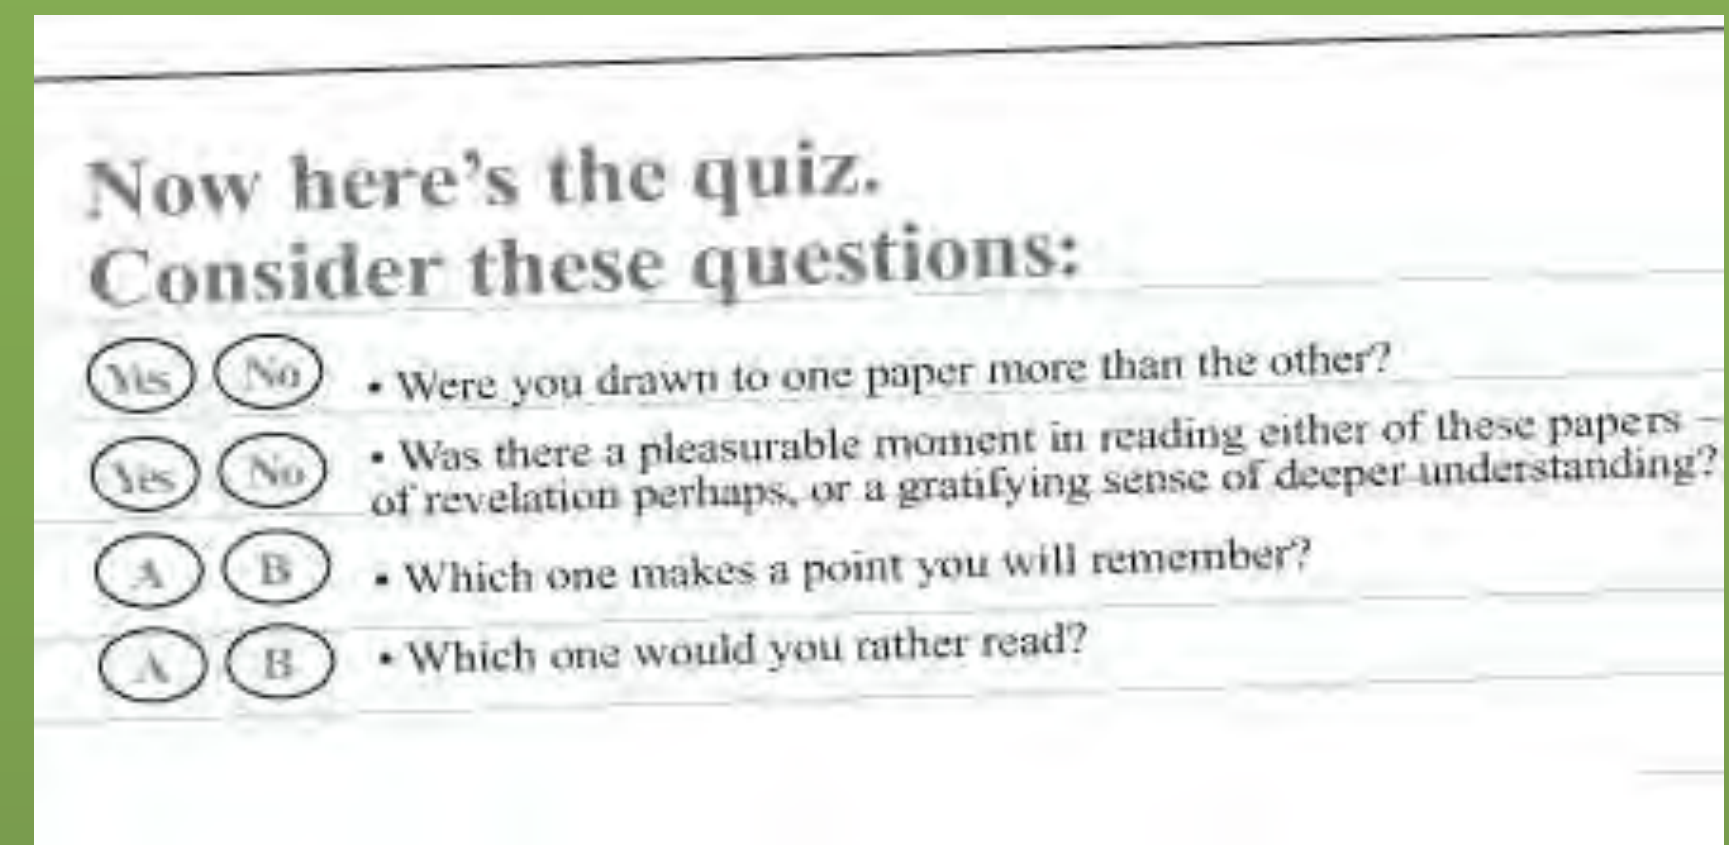 Now here's the quiz.
Consider these questions:
Yes No • Were you drawn to one paper more than the other?
Yes No • Was there a pleasurable moment in reading either of these papers –
of revelation perhaps, or a gratifying sense of deeper understanding?
A B • Which one makes a point you will remember?
A B • Which one would you rather read?